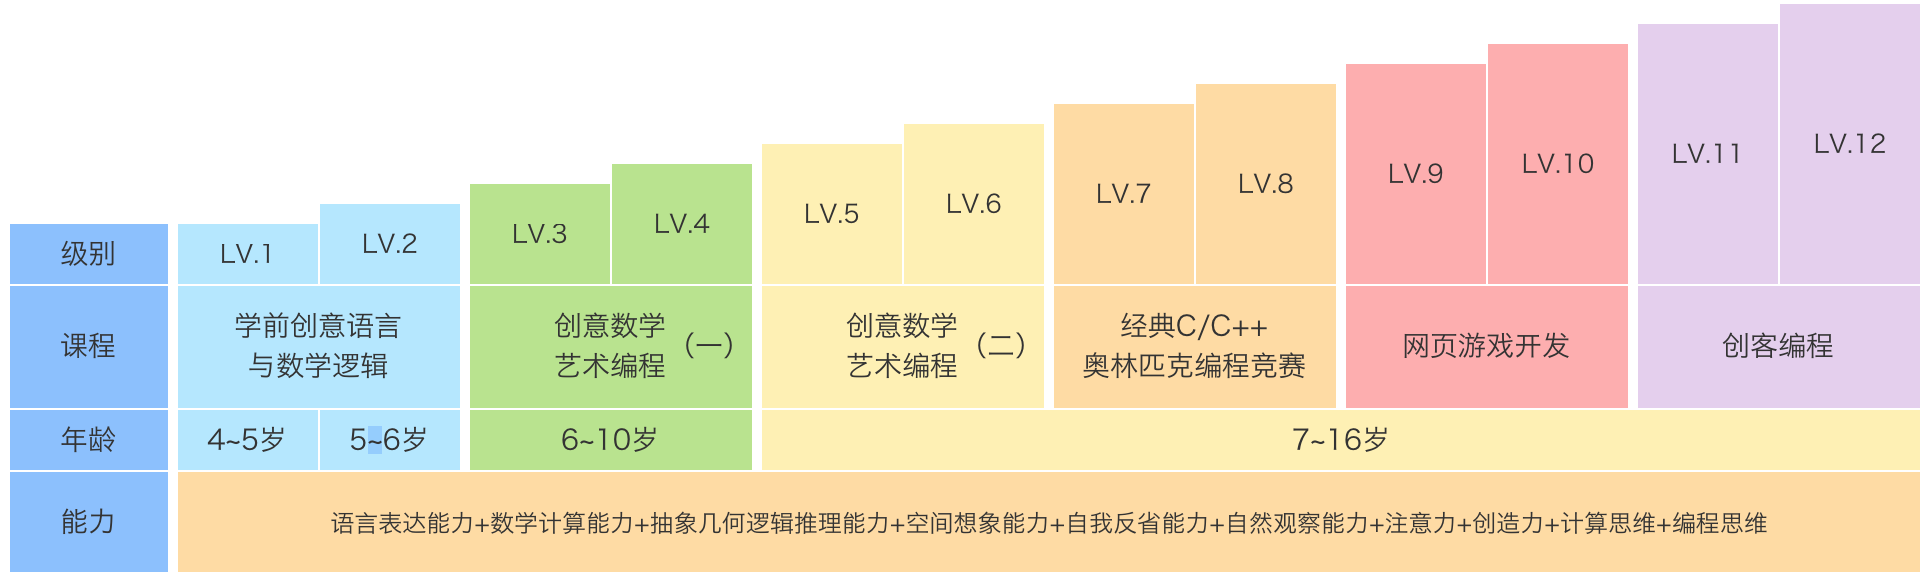 级别
LV.1
LV.2
LV.3
LV.4
LV.5
LV.6
LV.7
LV.8
LV.9
LV.10
LV.11
LV.12
课程
学前创意语言
与数学逻辑
创意数学
艺术编程
（一）
创意数学
艺术编程
（二）
经典C/C++
奥林匹克编程竞赛
网页游戏开发
创客编程
年龄
4~5岁
5~6岁
6~10岁
7~16岁
能力
语言表达能力+数学计算能力+抽象几何逻辑推理能力+空间想象能力+自我反省能力+自然观察能力+注意力+创造力+计算思维+编程思维